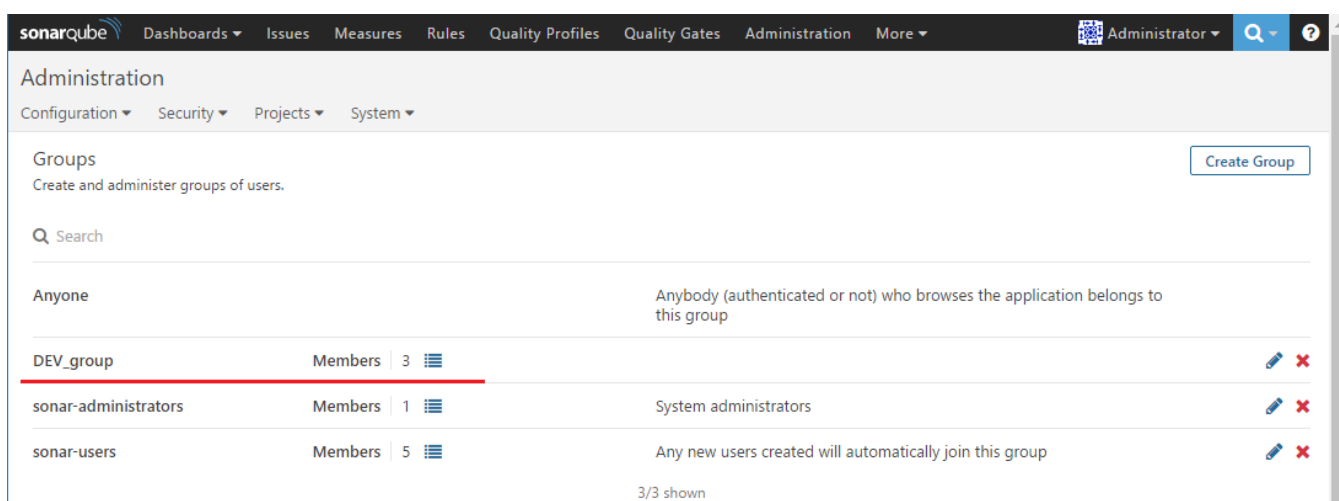 sonarqube Dashboards Issues Measures Rules Quality Profiles Quality Gates Administration More Administrator
Administration
Configuration Security Projects System
Groups
Create Group
Create and administer groups of users.
Search
Anyone Anybody (authenticated or not) who browses the application belongs to
this group
DEV_group Members 3
sonar-administrators Members 1 System administrators
sonar-users Members 5 Any new users created will automatically join this group
3/3 shown